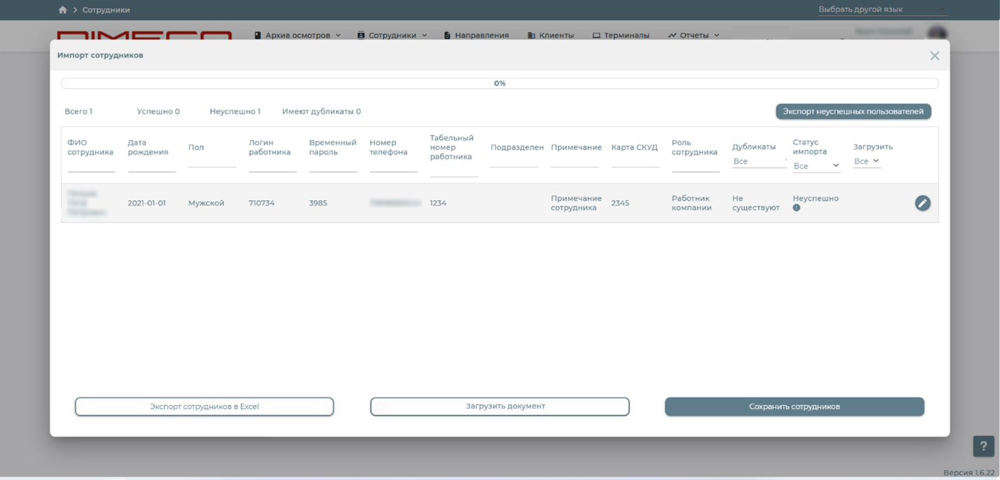 Сотрудники
Выбрать другой язык
DIMECO
Архив осмотров
Сотрудники
Направления
Клиенты
Терминалы
Отчеты
Импорт сотрудников
0%
Всего 1
Успешно 0
Неуспешно 1
Имеют дубликаты 0
Экспорт неуспешных пользователей
ФИО
сотрудника
Дата
рождения
Пол
Логин
работника
Временный
пароль
Номер
телефона
Табельный
номер
работника
Подразделен
Примечание
Карта СКУД
Роль
сотрудника
Дубликаты
Все
Статус
импорта
Все
Загрузить
Все
2021-01-01
Мужской
710734
3985
1234
Примечание
сотрудника
2345
Работник
компании
Не
существуют
Неуспешно
Экспорт сотрудников в Excel
Загрузить документ
Сохранить сотрудников
?
Версия 1.6.22